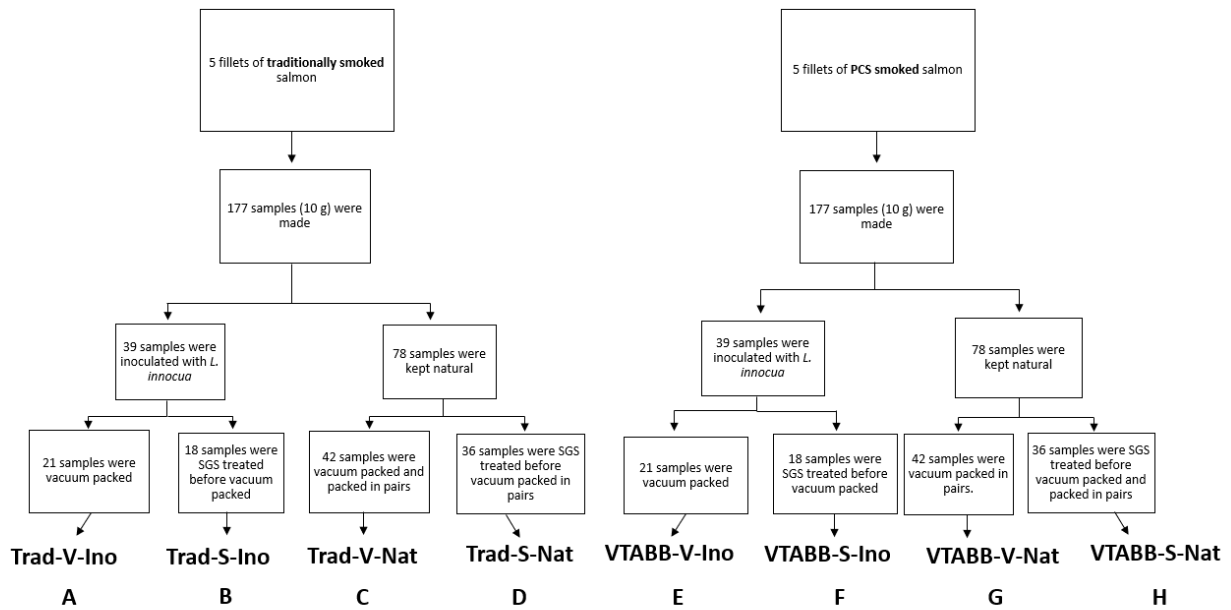 5 fillets of traditionally smoked
salmon
5 fillets of PCS smoked salmon
177 samples (10 g) were
made
177 samples (10 g) were
made
39 samples were
inoculated with L.
innocua
78 samples were
kept natural
39 samples were
inoculated with L.
innocua
78 samples were
kept natural
21 samples were
vacuum packed
18 samples were
SGS treated
before vacuum
packed
42 samples were
vacuum packed and
packed in pairs
36 samples were SGS
treated before
vacuum packed in
pairs
21 samples were
vacuum packed
18 samples were
SGS treated before
vacuum packed
42 samples were
vacuum packed in
pairs.
36 samples were SGS
treated before
vacuum packed and
packed in pairs
Trad-V-Ino
Trad-S-Ino
Trad-V-Nat
Trad-S-Nat
VTABB-V-Ino
VTABB-S-Ino
VTABB-V-Nat
VTABB-S-Nat
A
B
C
D
E
F
G
H